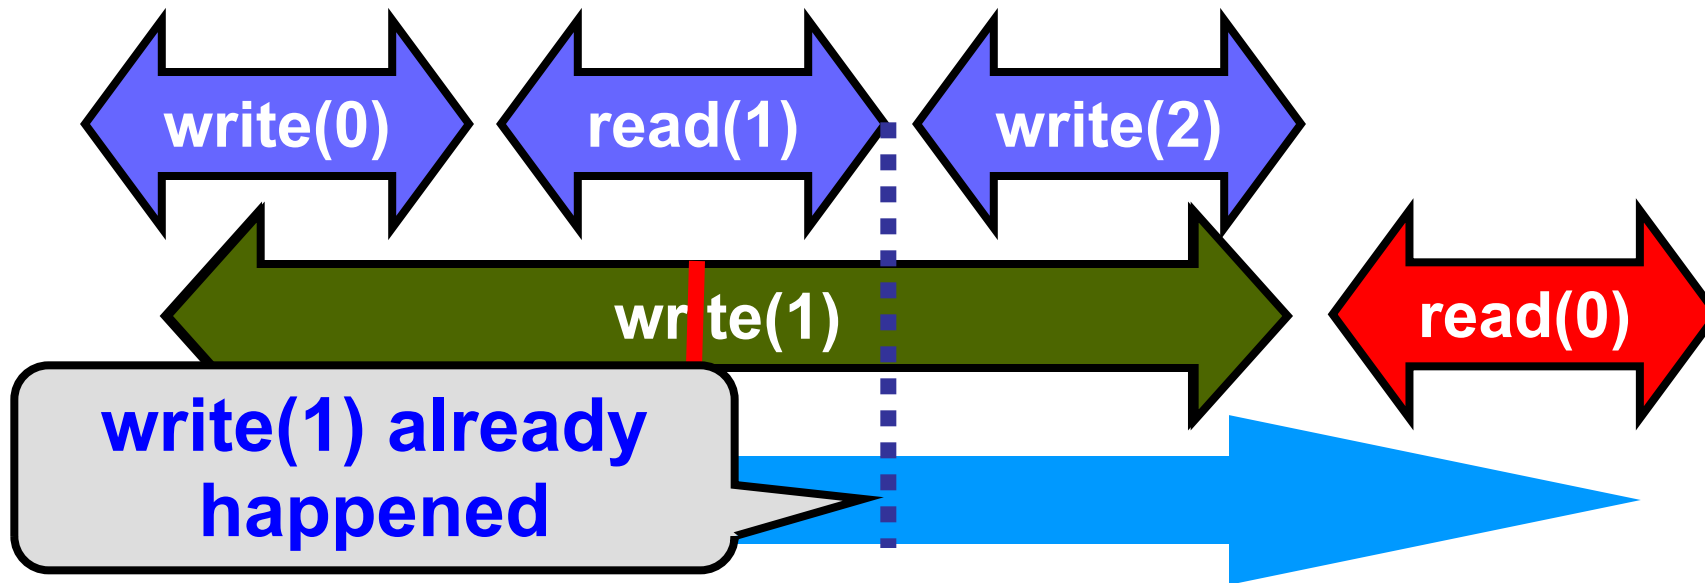 write(0) read(1) write(2)
write(1) read(0)
write(1) already
happened